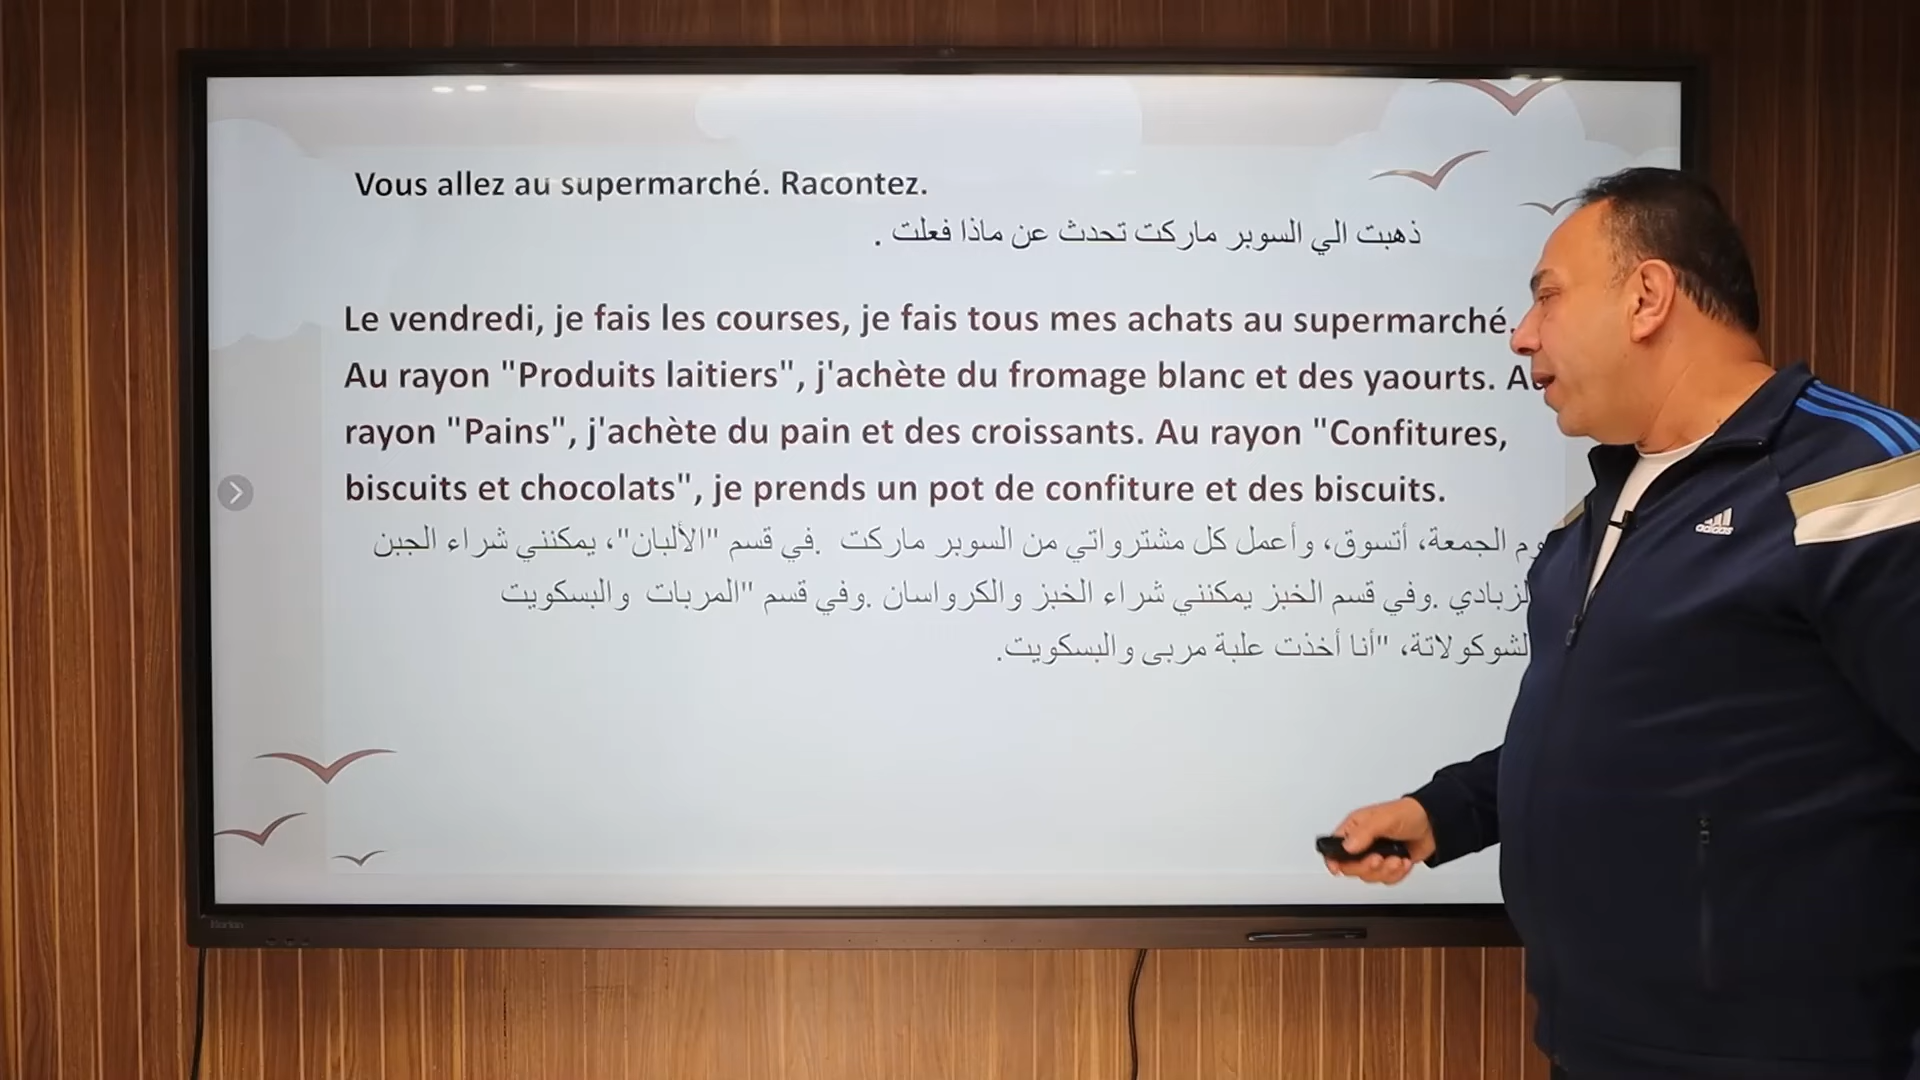 Vous allez au supermarché. Racontez.
ذهبت الي السوبر ماركت تحدث عن ماذا فعلت .
Le vendredi, je fais les courses, je fais tous mes achats au supermarché.
Au rayon "Produits laitiers", j'achète du fromage blanc et des yaourts. Au
rayon "Pains", j'achète du pain et des croissants. Au rayon "Confitures,
biscuits et chocolats", je prends un pot de confiture et des biscuits.
الجمعة، أتسوق، وأعمل كل مشترواتي من السوبر ماركت .في قسم "الألبان"، يمكنني شراء الجبن
.وفي قسم الخبز يمكنني شراء الخبز والكرواسان .وفي قسم "المربات والبسكويت
"أنا أخذت علبة مربى والبسكويت.
adidas